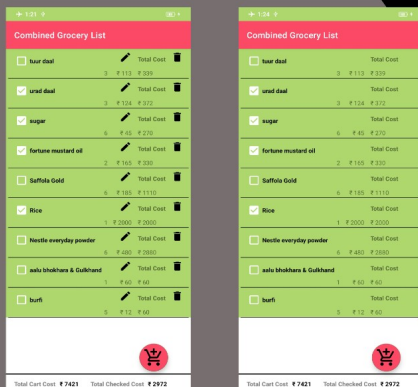 1:21
Combined Grocery List
tuur daal Total Cost
3 ₹ 113 ₹ 339
urad daal Total Cost
3 ₹ 124 ₹ 372
sugar Total Cost
6 ₹ 45 ₹ 270
fortune mustard oil Total Cost
2 ₹ 165 ₹ 330
Saffola Gold Total Cost
6 ₹ 185 ₹ 1110
Rice Total Cost
1 ₹ 2000 ₹ 2000
Nestle everyday powder Total Cost
6 ₹ 480 ₹ 2880
aalu bhokhara & Gulkhand Total Cost
1 ₹ 60 ₹ 60
burfi Total Cost
5 ₹ 12 ₹ 60
Total Cart Cost ₹ 7421 Total Checked Cost ₹ 2972
1:34
Combined Grocery List
tuur daal Total Cost
3 ₹ 113 ₹ 339
urad daal Total Cost
3 ₹ 124 ₹ 372
sugar Total Cost
6 ₹ 45 ₹ 270
fortune mustard oil Total Cost
2 ₹ 165 ₹ 330
Saffola Gold Total Cost
6 ₹ 185 ₹ 1110
Rice Total Cost
1 ₹ 2000 ₹ 2000
Nestle everyday powder Total Cost
6 ₹ 480 ₹ 2880
aalu bhokhara & Gulkhand Total Cost
1 ₹ 60 ₹ 60
burfi Total Cost
5 ₹ 12 ₹ 60
Total Cart Cost ₹ 7421 Total Checked Cost ₹ 2972